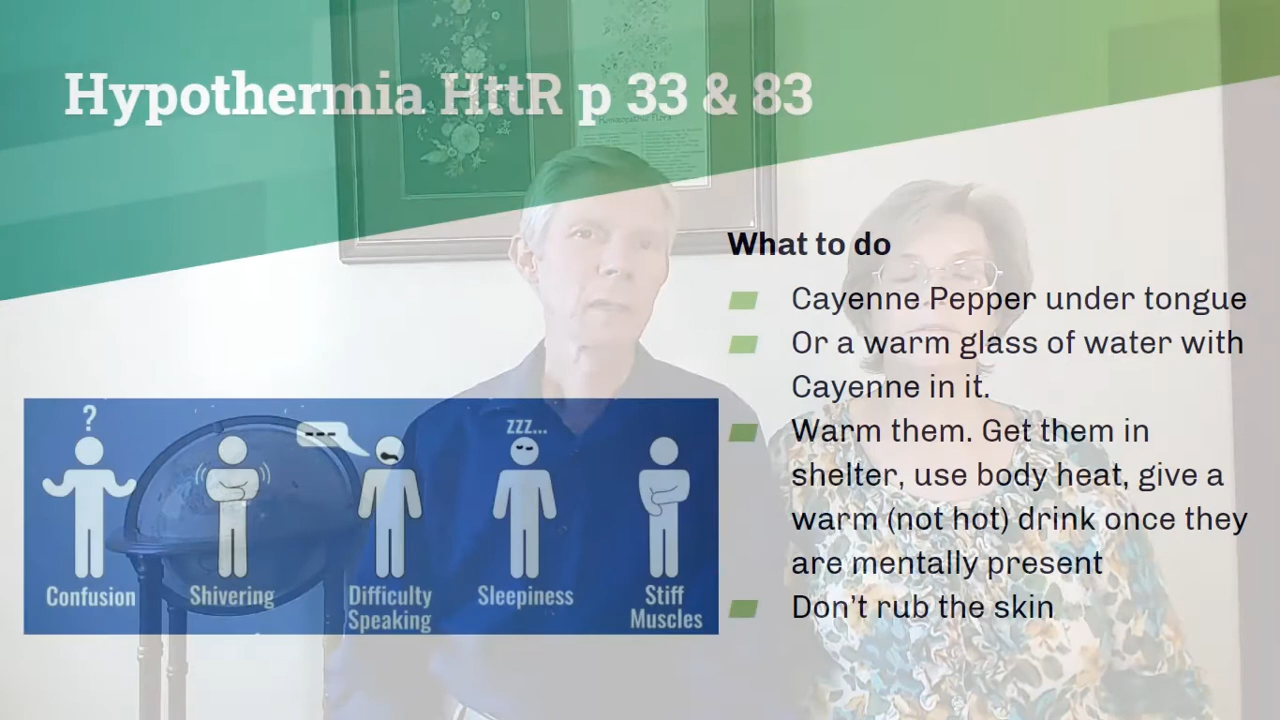 Hypothermia HttR p 33 & 83
What to do
Cayenne Pepper under tongue
Or a warm glass of water with
Cayenne in it.
Warm them. Get them in
shelter, use body heat, give a
warm (not hot) drink once they
are mentally present
Don't rub the skin
?
zzz...
Confusion
Shivering
Difficulty
Speaking
Sleepiness
Stiff
Muscles